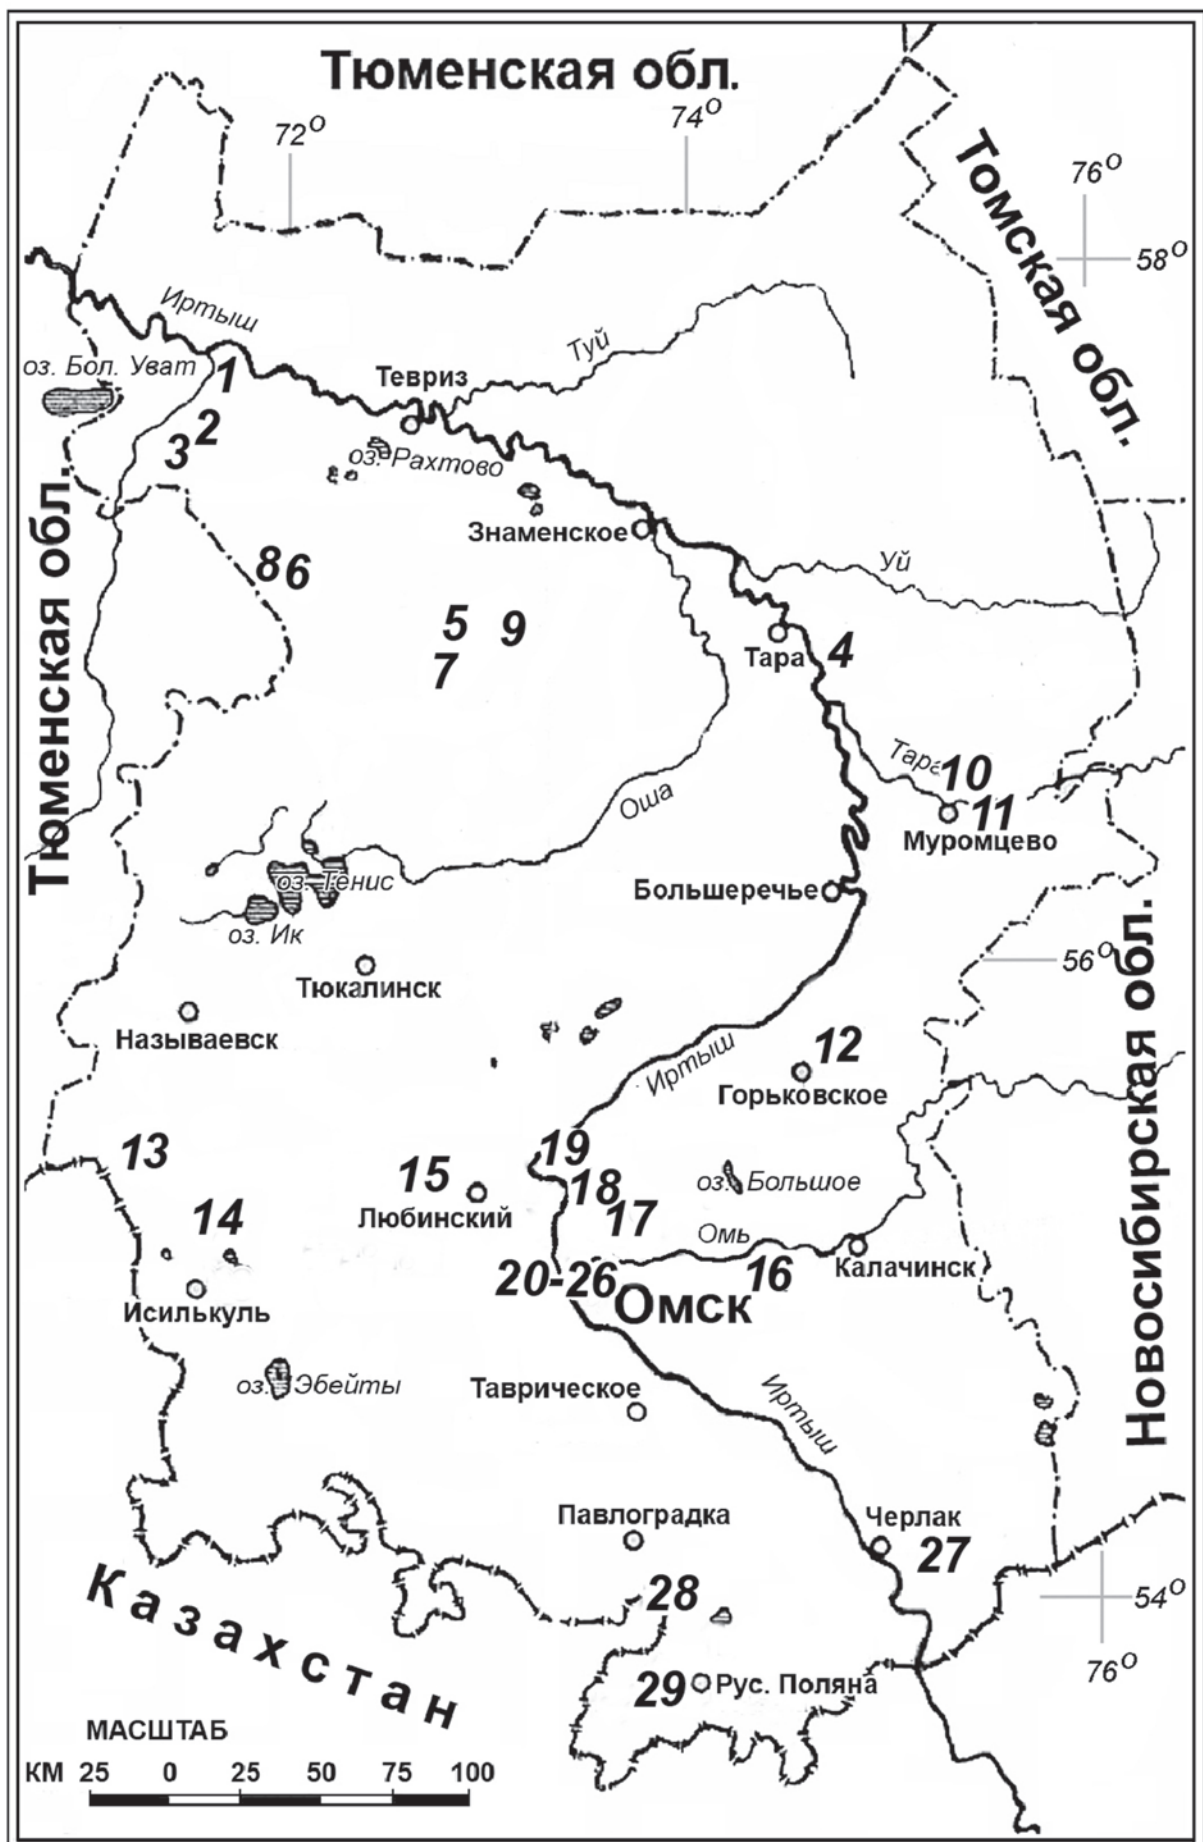 Тюменская обл.
72°
74°
Томская обл.
76°
58°
Иртыш
оз. Бол. Уват
1
Тевриз
Туй
2
3
оз. Рахтово
Тюменская обл.
Знаменское
8
6
Уй
5
9
7
Тара
4
Тара
10
11
Муромцево
Оша
оз. Тенис
Большеречье
оз. Ик
56°
Тюкалинск
Называевск
Иртыш
12
Горьковское
Новосибирская обл.
13
19
15
18
оз. Большое
14
Любинский
17
Омь
20-26
16
Калачинск
Исилькуль
Омск
оз. Эбейты
Таврическое
Иртыш
Павлоградка
Черлак
27
28
54°
Казахстан
29
Рус. Поляна
76°
МАСШТАБ
КМ 25 0 25 50 75 100